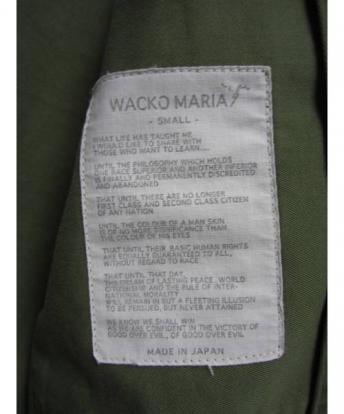 WACKO MARIA
- SMALL -
WHAT LIFE HAS TAUGHT ME
I WOULD LIKE TO SHARE WITH
THOSE WHO WANT TO LEARN....
UNTIL THE PHILOSOPHY WHICH HOLDS
ONE RACE SUPERIOR AND ANOTHER INFERIOR
IS FINALLY AND PERMANENTLY DISCREDITED
AND ABANDONED
THAT UNTIL THERE ARE NO LONGER
FIRST CLASS AND SECOND CLASS CITIZEN
OF ANY NATION
UNTIL THE COLOUR OF A MAN SKIN
IS OF NO MORE SIGNIFICANCE THAN
THE COLOUR OF HIS EYES
THAT UNTIL THEIR BASIC HUMAN RIGHTS
ARE EQUALLY GUARANTEED TO ALL
WITHOUT REGARD TO RACE
THAT UNTIL THAT DAY
THE DREAM OF LASTING PEACE, WORLD
CITIZENSHIP AND THE RULE OF INTER-
NATIONAL MORALITY
WILL REMAIN IN BUT A FLEETING ILLUSION
TO BE PERSUED, BUT NEVER ATTAINED
WE KNOW WE SHALL WIN
AS WE ARE CONFIDENT IN THE VICTORY OF
GOOD OVER EVIL, OF GOOD OVER EVIL
MADE IN JAPAN